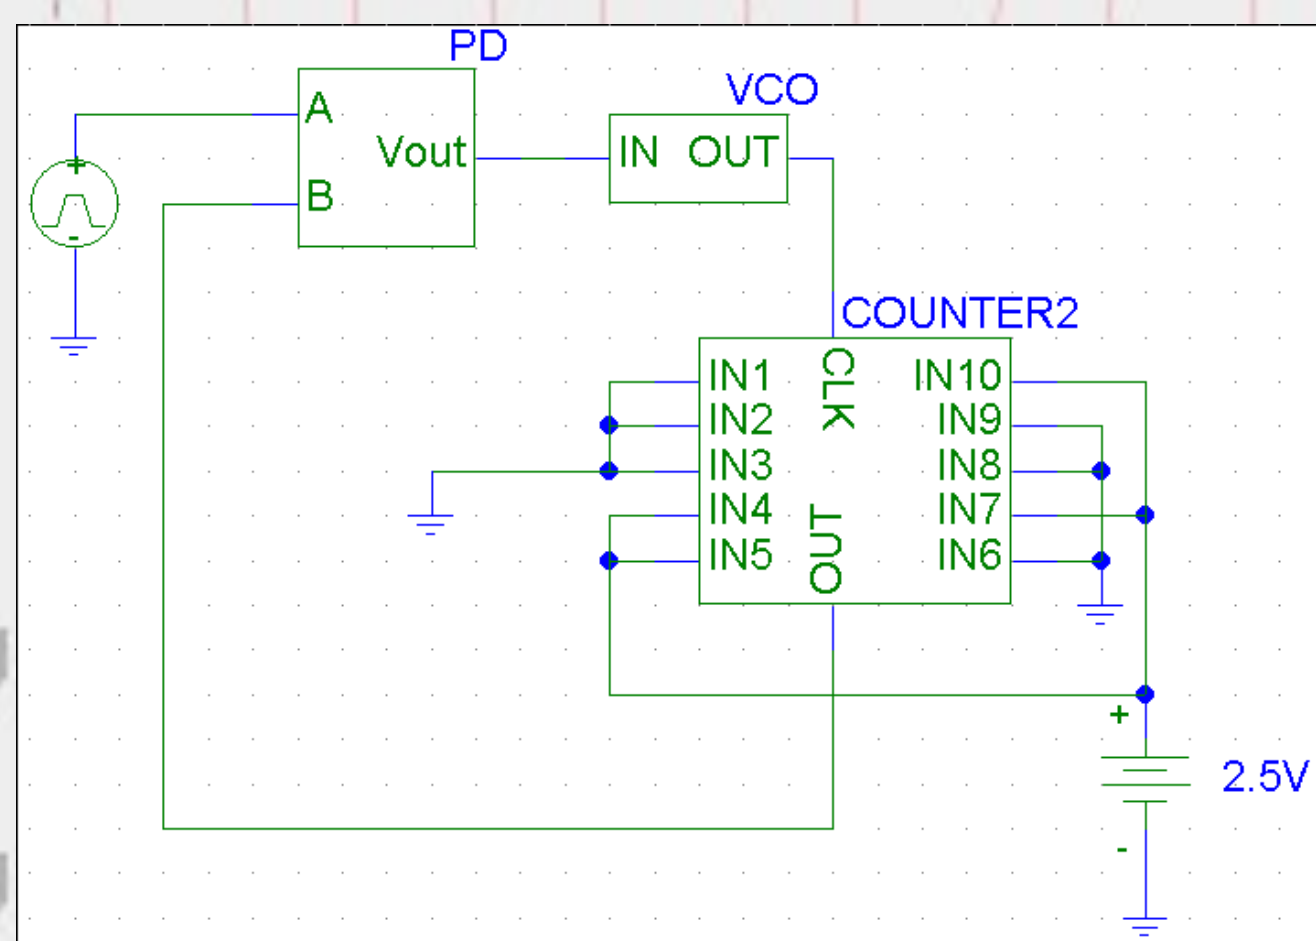 PD
A
Vout
B
VCO
IN OUT
COUNTER2
CLK
IN1
IN2
IN3
IN4
IN5
IN10
IN9
IN8
IN7
IN6
OUT
+
-
+
2.5V
-